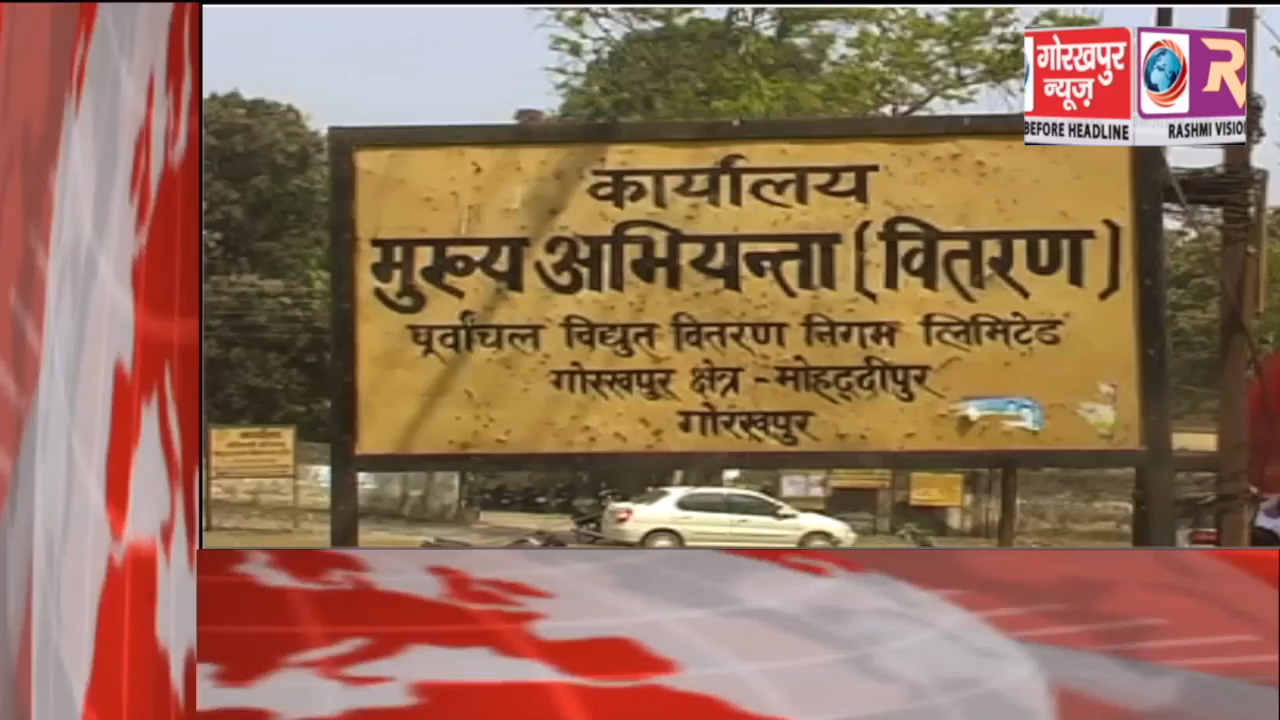 गोरखपुर
न्यूज़
BEFORE HEADLINE
R
RASHMI VISIO
कार्यालय
मुख्य अभियन्ता (वितरण)
पूर्वांचल विद्युत वितरण निगम लिमिटेड
गोरखपुर क्षेत्र - मोहद्दीपुर
गोरखपुर